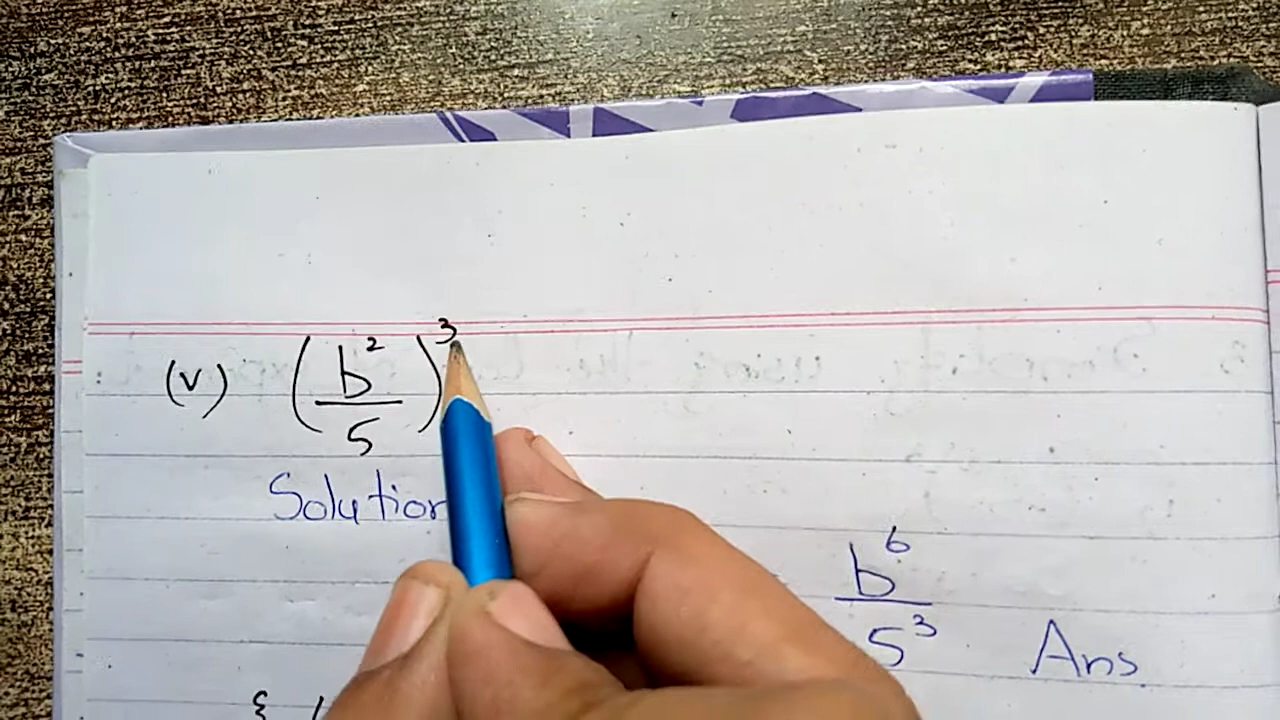 (v) (b²/5)³
Solution
b⁶/5³ Ans